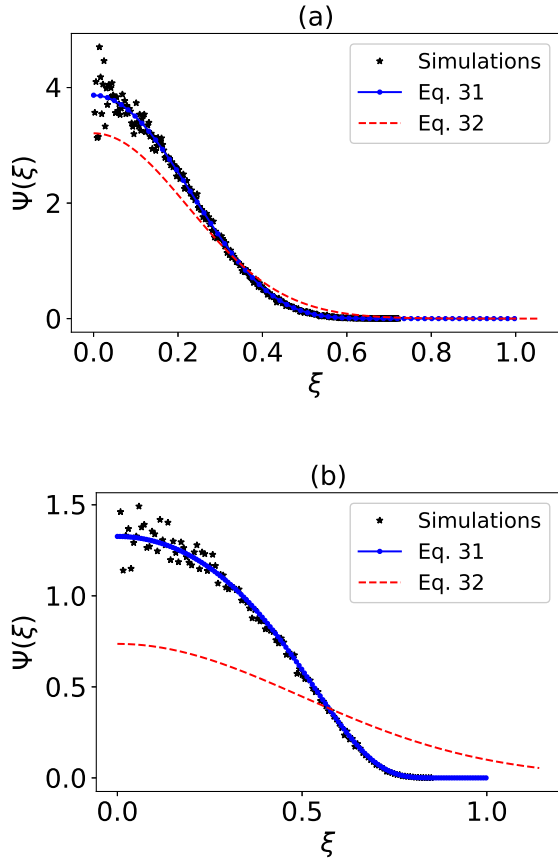 (a)
Ψ(ξ)
4
2
0
Simulations
Eq. 31
Eq. 32
0.0 0.2 0.4 0.6 0.8 1.0
ξ
(b)
Ψ(ξ)
1.5
1.0
0.5
0.0
Simulations
Eq. 31
Eq. 32
0.0 0.5 1.0
ξ